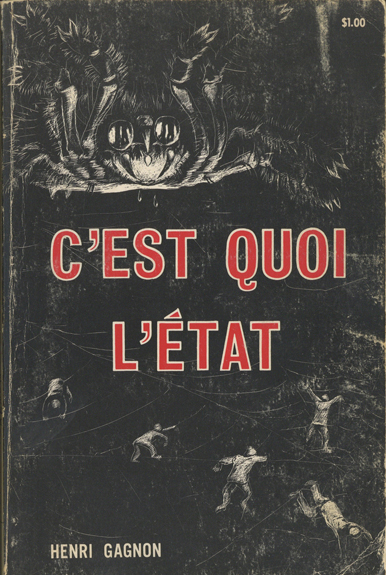 $1.00
C'EST QUOI
L'ÉTAT
HENRI GAGNON